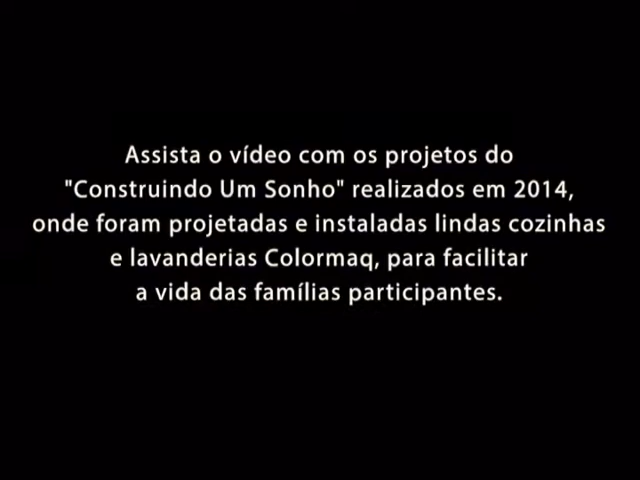 Assista o vídeo com os projetos do
"Construindo Um Sonho" realizados em 2014,
onde foram projetadas e instaladas lindas cozinhas
e lavanderias Colormaq, para facilitar
a vida das famílias participantes.